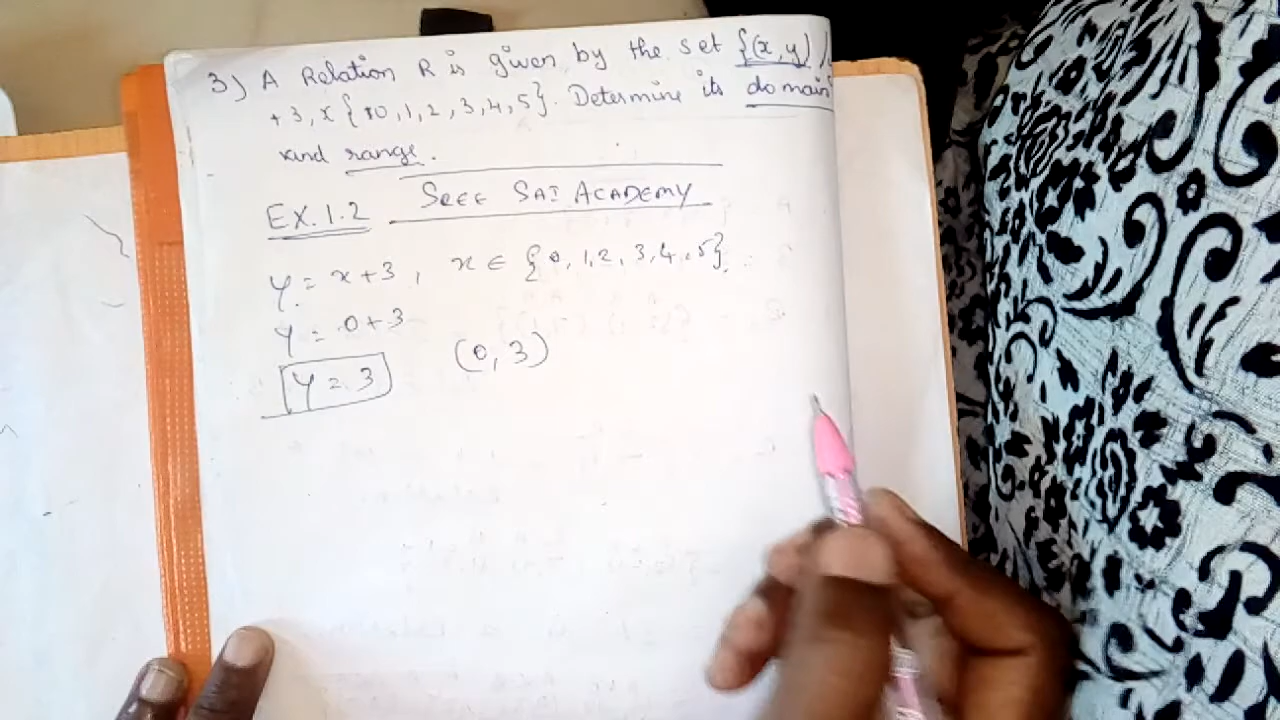 3) A Relation R is given by the set {(x, y) /
+ 3, x { 10, 1, 2, 3, 4, 5}. Determine its domain
and range.
SREE SAI ACADEMY
EX.1.2
y = x + 3, x ∈ {0, 1, 2, 3, 4, 5}.
y = 0 + 3
y = 3 (0, 3)